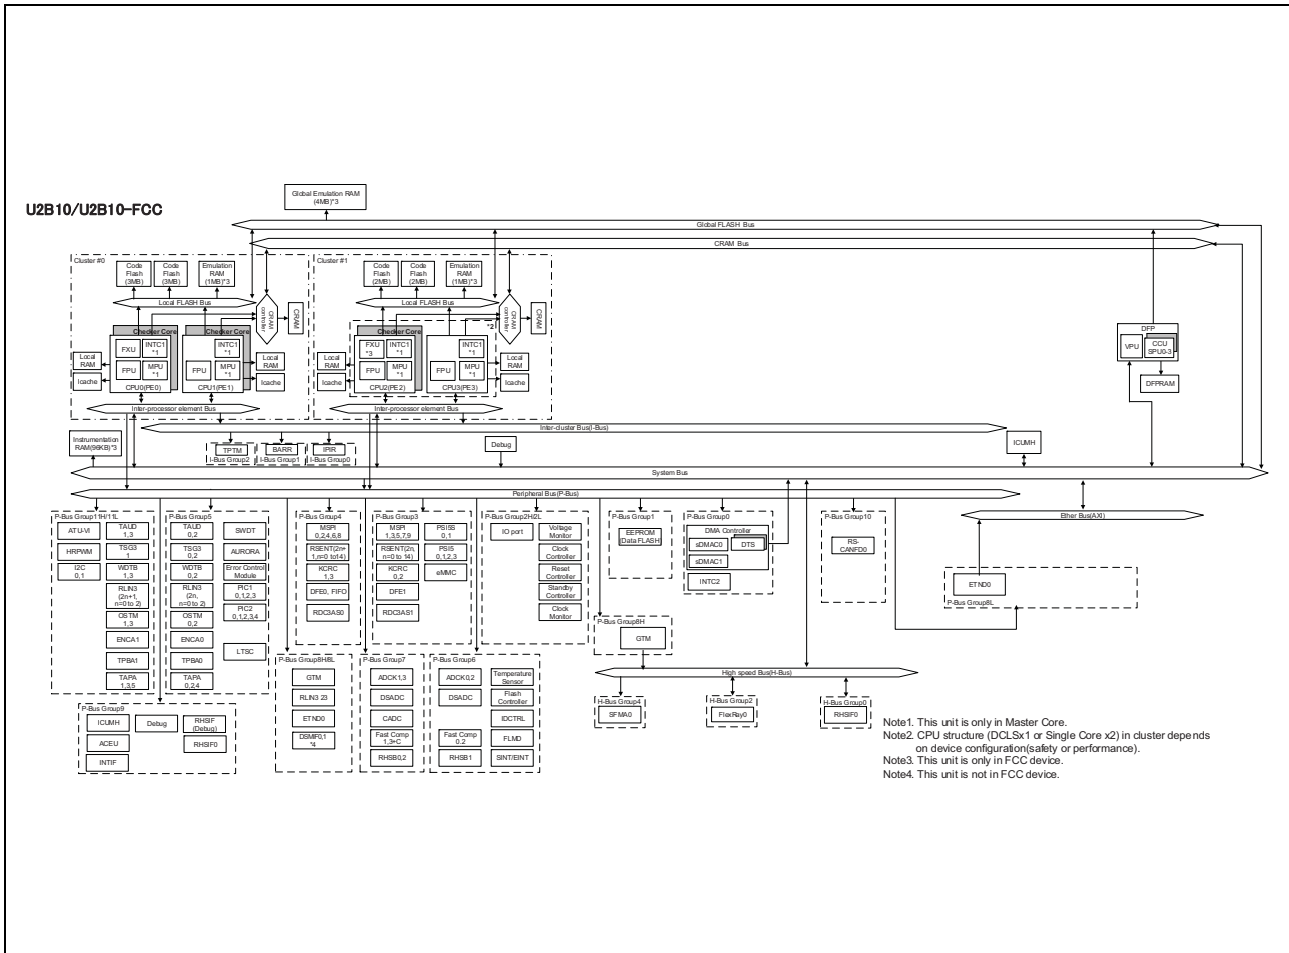 U2B10/U2B10-FCC
Global Emulation RAM
(4MB)*3
Global FLASH Bus
CRAM Bus
Cluster #0
Code
Flash
(3MB)
Code
Flash
(3MB)
Emulation
RAM
(1MB)*3
Local FLASH Bus
CRAM
controller
CRAM
Checker Core
Checker Core
FXU
INTC1
*1
FPU
MPU
*1
CPU0(PE0)
INTC1
*1
FPU
MPU
*1
CPU1(PE1)
Local
RAM
Icache
Local
RAM
Icache
Inter-processor element Bus
Cluster #1
Code
Flash
(2MB)
Code
Flash
(2MB)
Emulation
RAM
(1MB)*3
Local FLASH Bus
CRAM
controller
CRAM
*2
Checker Core
FXU
*3
INTC1
*1
FPU
MPU
*1
CPU2(PE2)
INTC1
*1
FPU
MPU
*1
CPU3(PE3)
Local
RAM
Icache
Local
RAM
Icache
Inter-processor element Bus
DFP
VPU
CCU
SPU0-3
DFPRAM
Inter-cluster Bus(I-Bus)
Instrumentation
RAM(96KB)*3
TPTM
I-Bus Group2
BARR
I-Bus Group1
IPIR
I-Bus Group0
Debug
ICUMH
System Bus
Peripheral Bus(P-Bus)
Ether Bus(AXI)
P-Bus Group11H/11L
ATU-VI
HRPWM
I2C
0,1
TAUD
1,3
TSG3
1
WDTB
1,3
RLIN3
(2n+1,
n=0 to 2)
OSTM
1,3
ENCA1
TPBA1
TAPA
1,3,5
P-Bus Group5
TAUD
0,2
TSG3
0,2
WDTB
0,2
RLIN3
(2n,
n=0 to 2)
OSTM
0,2
ENCA0
TPBA0
TAPA
0,2,4
SWDT
AURORA
Error Control
Module
PIC1
0,1,2,3
PIC2
0,1,2,3,4
LTSC
P-Bus Group4
MSPI
0,2,4,6,8
RSENT(2n+
1,n=0 to14)
KCRC
1,3
DFE0, FIFO
RDC3AS0
P-Bus Group3
MSPI
1,3,5,7,9
RSENT(2n,
n=0 to 14)
KCRC
0,2
DFE1
RDC3AS1
PSI5S
0,1
PSI5
0,1,2,3
eMMC
P-Bus Group2H/2L
IO port
Voltage
Monitor
Clock
Controller
Reset
Controller
Standby
Controller
Clock
Monitor
P-Bus Group1
EEPROM
(Data FLASH)
P-Bus Group0
DMA Controller
sDMAC0
DTS
sDMAC1
INTC2
P-Bus Group10
RS-
CANFD0
ETND0
P-Bus Group8L
P-Bus Group8H
GTM
High speed Bus(H-Bus)
H-Bus Group4
SFMA0
H-Bus Group2
FlexRay0
H-Bus Group0
RHSIF0
P-Bus Group9
ICUMH
ACEU
INTIF
Debug
RHSIF
(Debug)
RHSIF0
P-Bus Group8H/8L
GTM
RLIN3 23
ETND0
DSMIF0,1
*4
P-Bus Group7
ADCK1,3
DSADC
CADC
Fast Comp
1,3+C
RHSB0,2
P-Bus Group6
ADCK0,2
DSADC
Fast Comp
0.2
RHSB1
Temperature
Sensor
Flash
Controller
IDCTRL
FLMD
SINT/EINT
Note1. This unit is only in Master Core.
Note2. CPU structure (DCLSx1 or Single Core x2) in cluster depends
on device configuration(safety or performance).
Note3. This unit is only in FCC device.
Note4. This unit is not in FCC device.